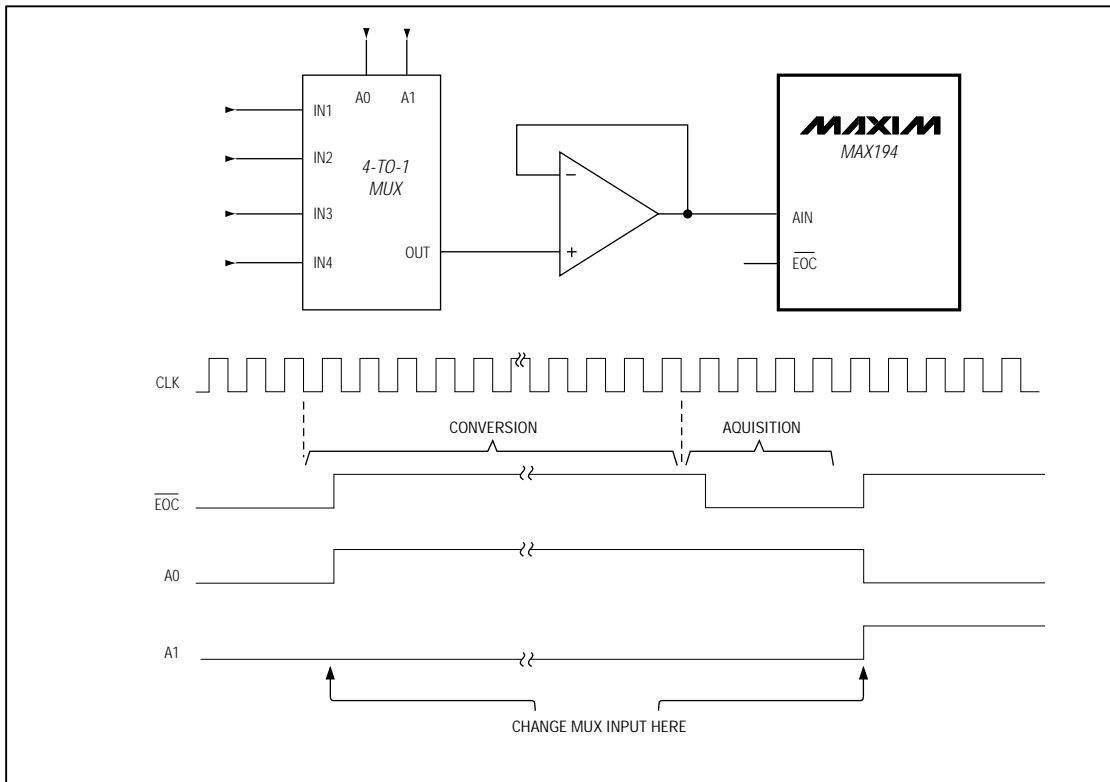 A0 A1
IN1
IN2
IN3
IN4
4-TO-1
MUX
OUT
−
+
MAXIM
MAX194
AIN
EOC
CLK
CONVERSION
AQUISITION
EOC
A0
A1
CHANGE MUX INPUT HERE